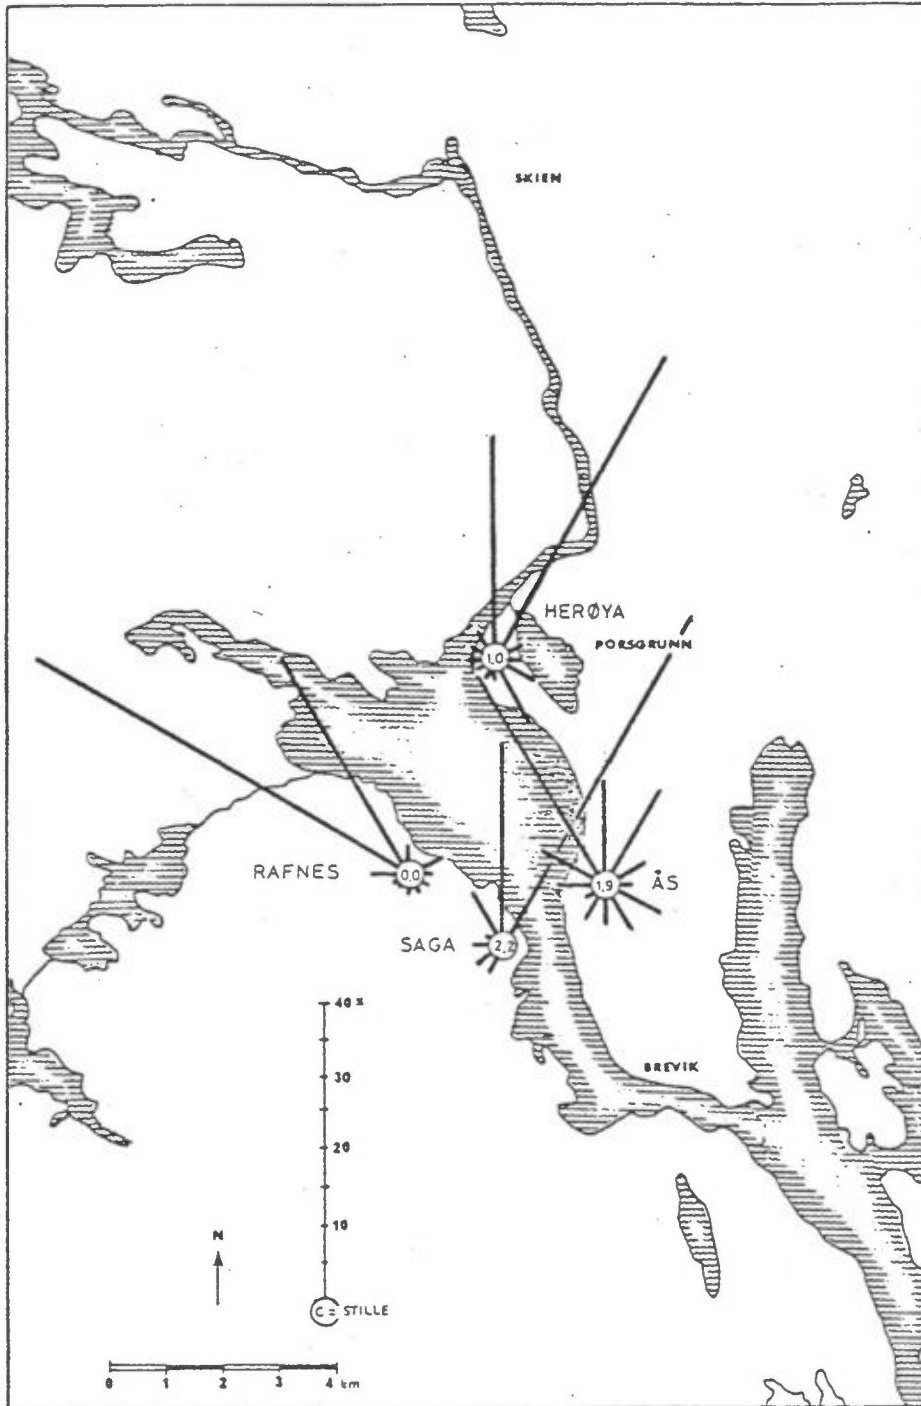 SKIEN
HERØYA
PORSGRUNN
1,0
RAFNES
0,0
1,9
ÅS
SAGA
2,2
40 %
30
BREVIK
20
10
N
C = STILLE
0 1 2 3 4 km